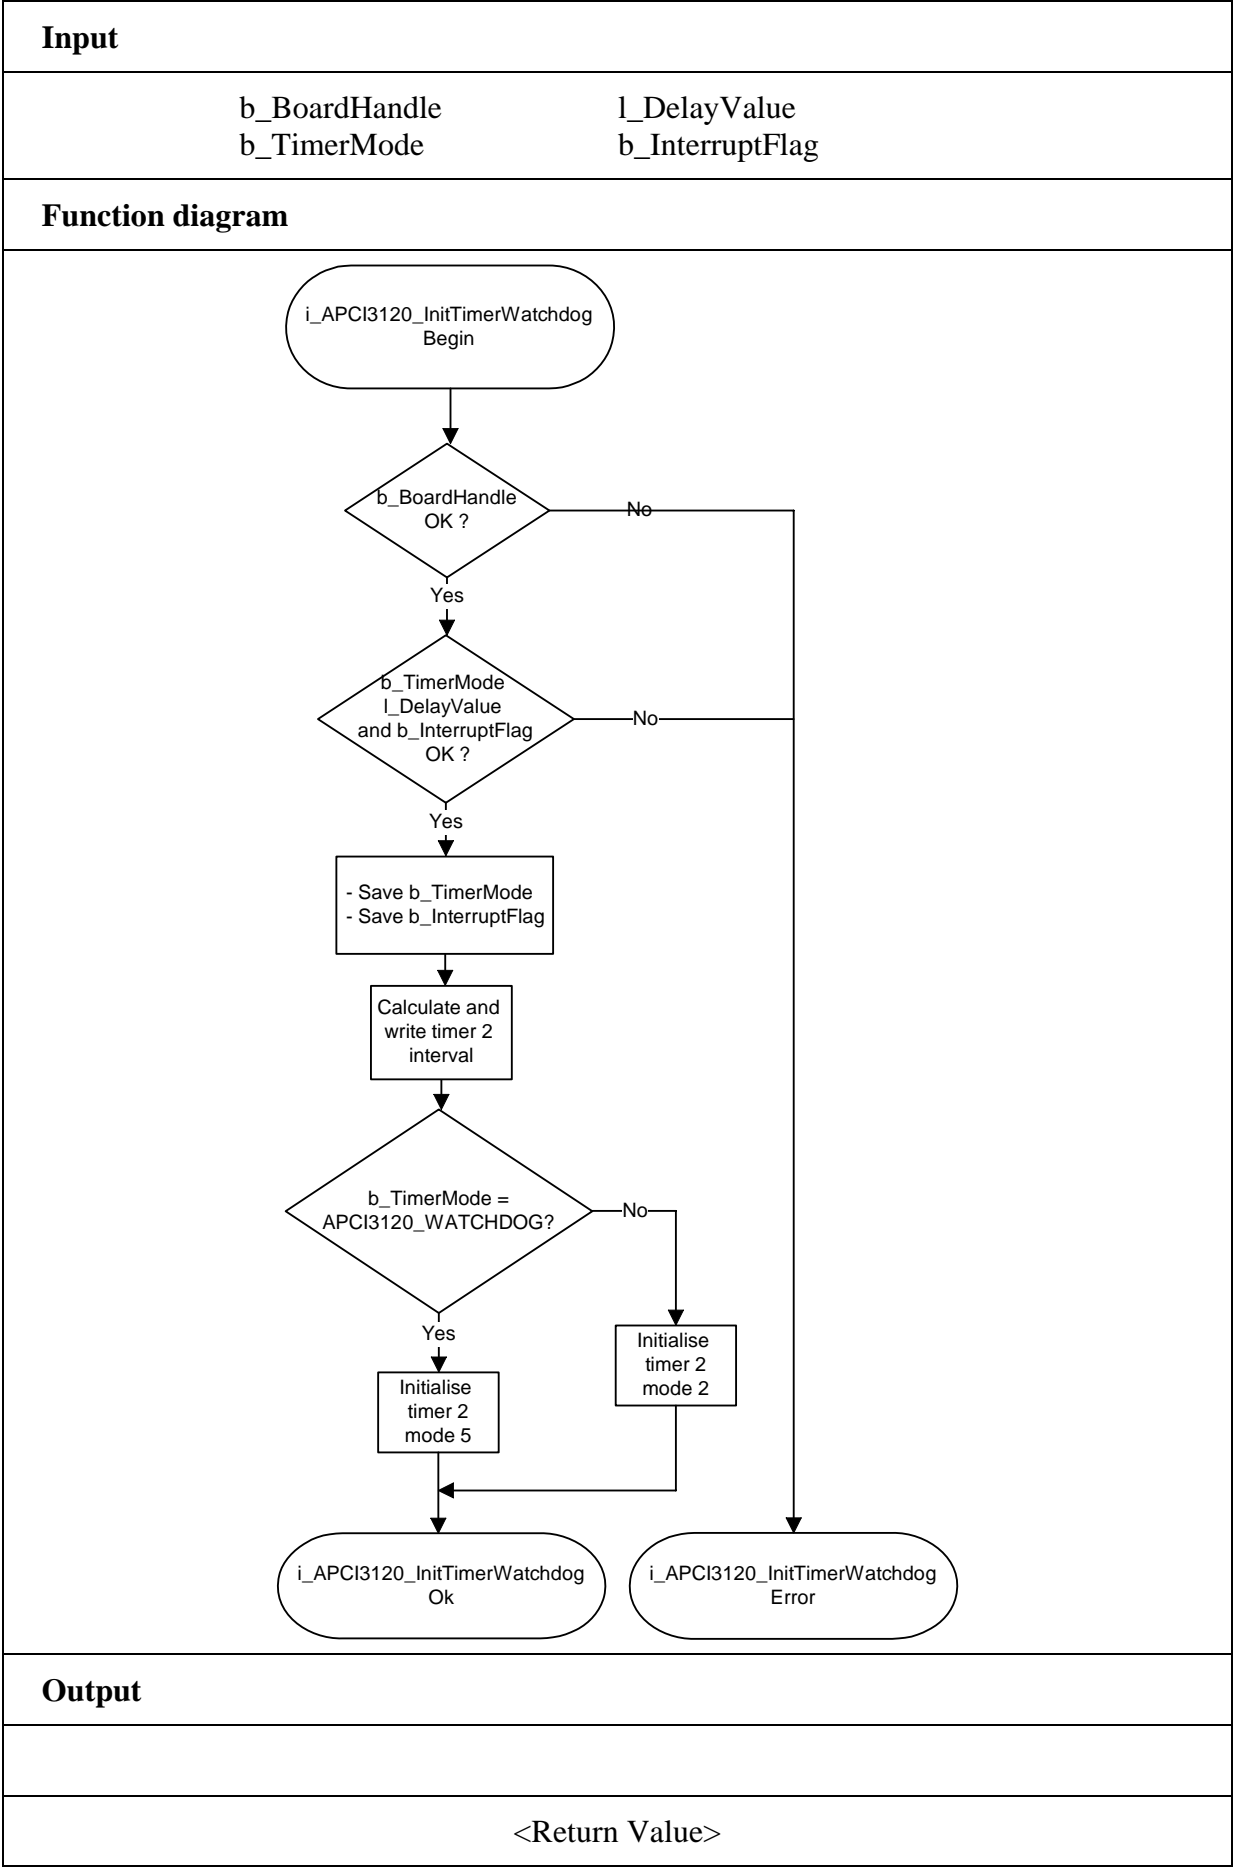 Input
b_BoardHandle l_DelayValue
b_TimerMode b_InterruptFlag
Function diagram
i_APCI3120_InitTimerWatchdog
Begin
b_BoardHandle
OK ?
No
Yes
b_TimerMode
l_DelayValue
and b_InterruptFlag
OK ?
No
Yes
- Save b_TimerMode
- Save b_InterruptFlag
Calculate and
write timer 2
interval
b_TimerMode =
APCI3120_WATCHDOG?
No
Yes
Initialise
timer 2
mode 2
Initialise
timer 2
mode 5
i_APCI3120_InitTimerWatchdog
Ok
i_APCI3120_InitTimerWatchdog
Error
Output
<Return Value>